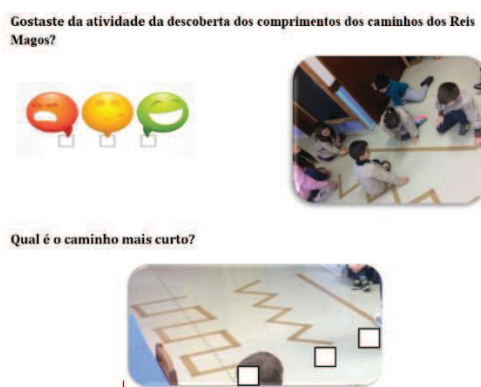 Gostaste da atividade da descoberta dos comprimentos dos caminhos dos Reis
Magos?
Qual é o caminho mais curto?